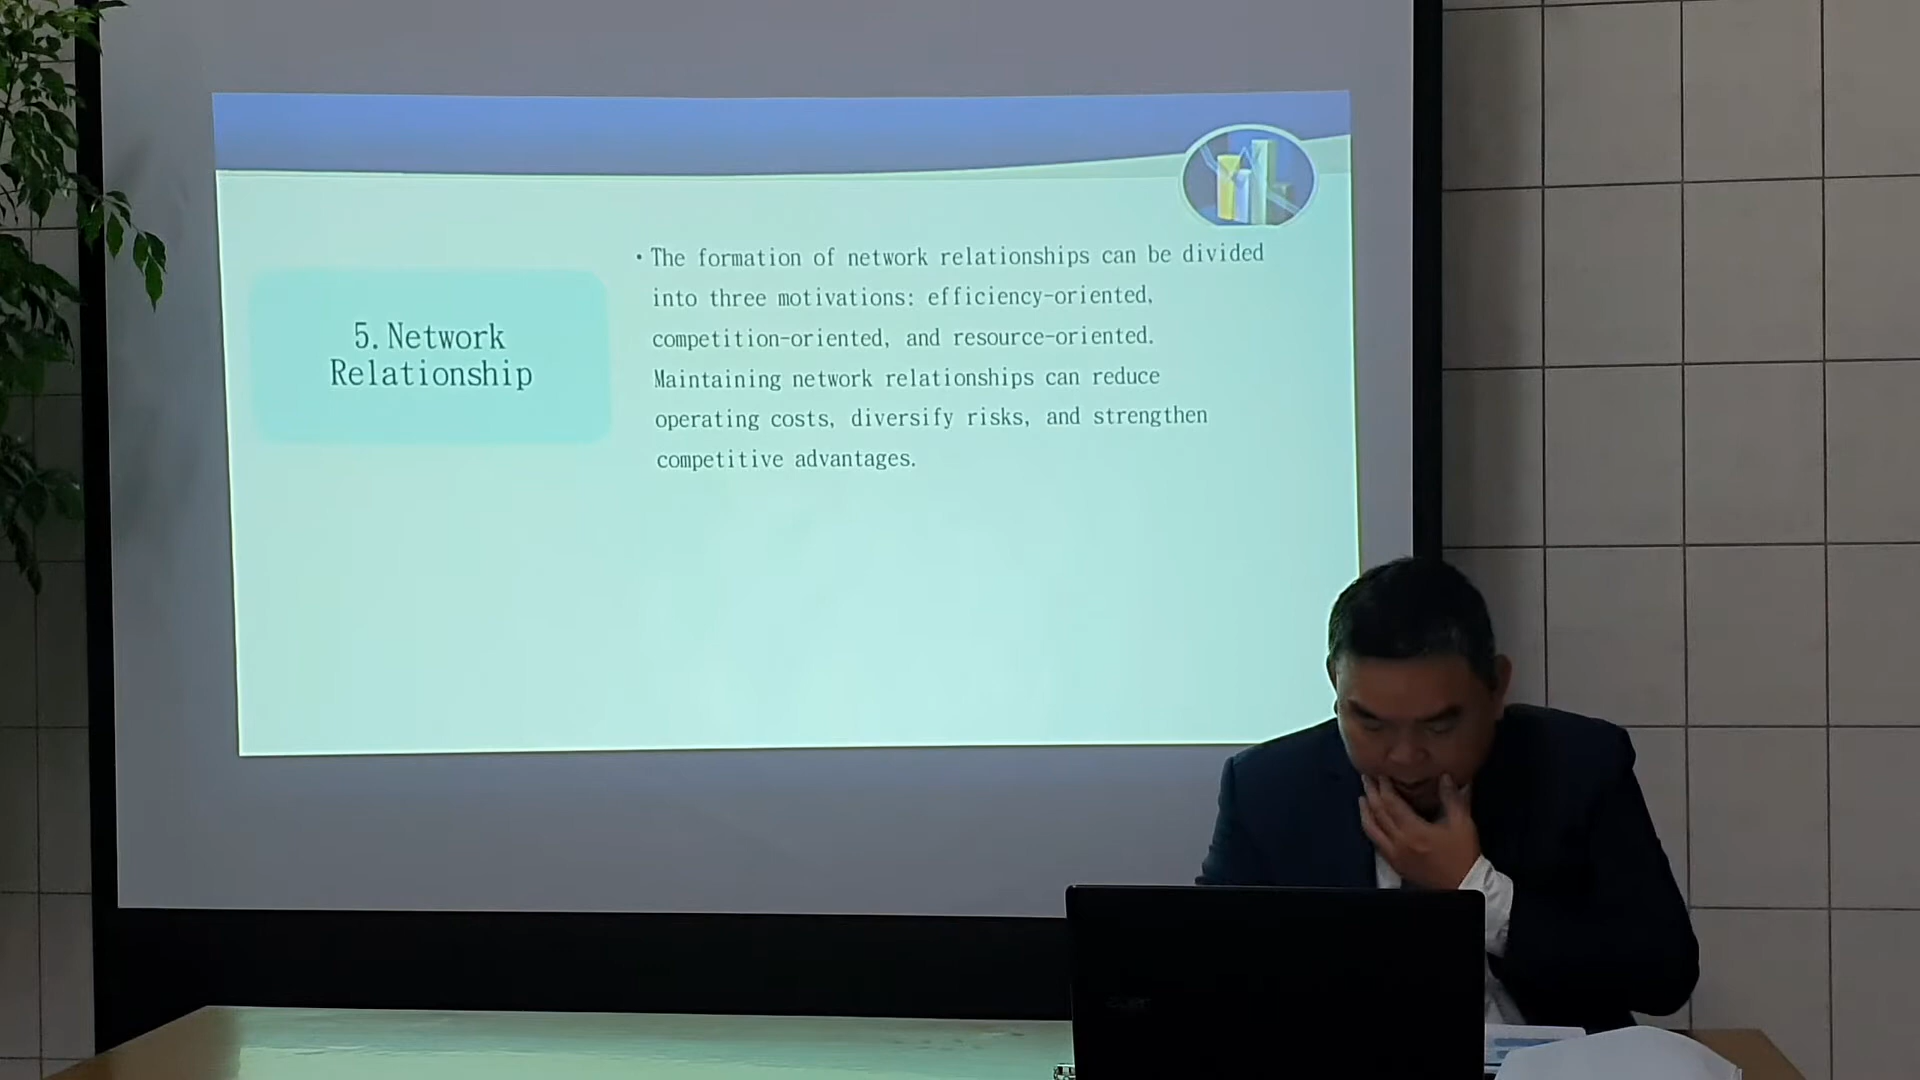 5. Network
Relationship
• The formation of network relationships can be divided
into three motivations: efficiency-oriented,
competition-oriented, and resource-oriented.
Maintaining network relationships can reduce
operating costs, diversify risks, and strengthen
competitive advantages.
acer